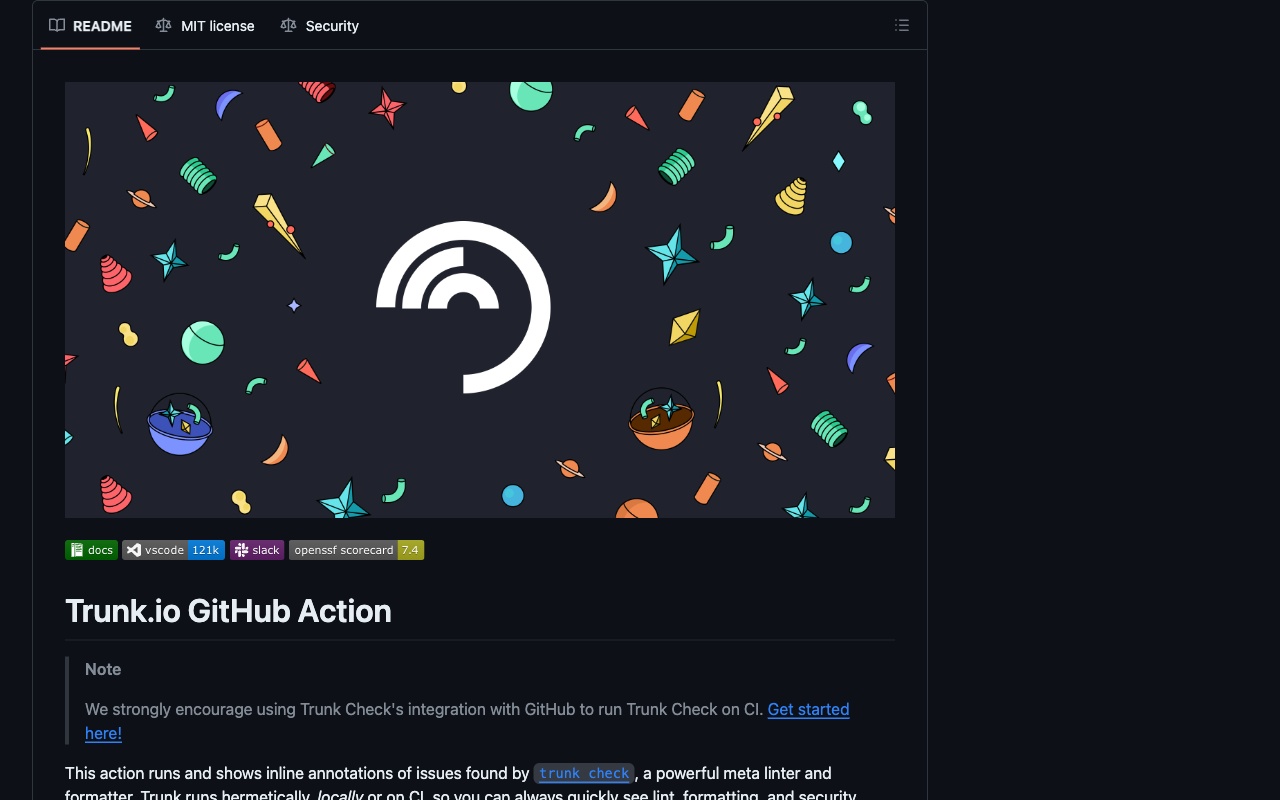 README
MIT license
Security
docs
vscode 121k
slack
openssf scorecard 7.4
Trunk.io GitHub Action
Note
We strongly encourage using Trunk Check's integration with GitHub to run Trunk Check on CI. Get started
here!
This action runs and shows inline annotations of issues found by trunk check, a powerful meta linter and
formatter. Trunk runs hermetically, locally or on CI, so you can always quickly see lint, formatting, and security